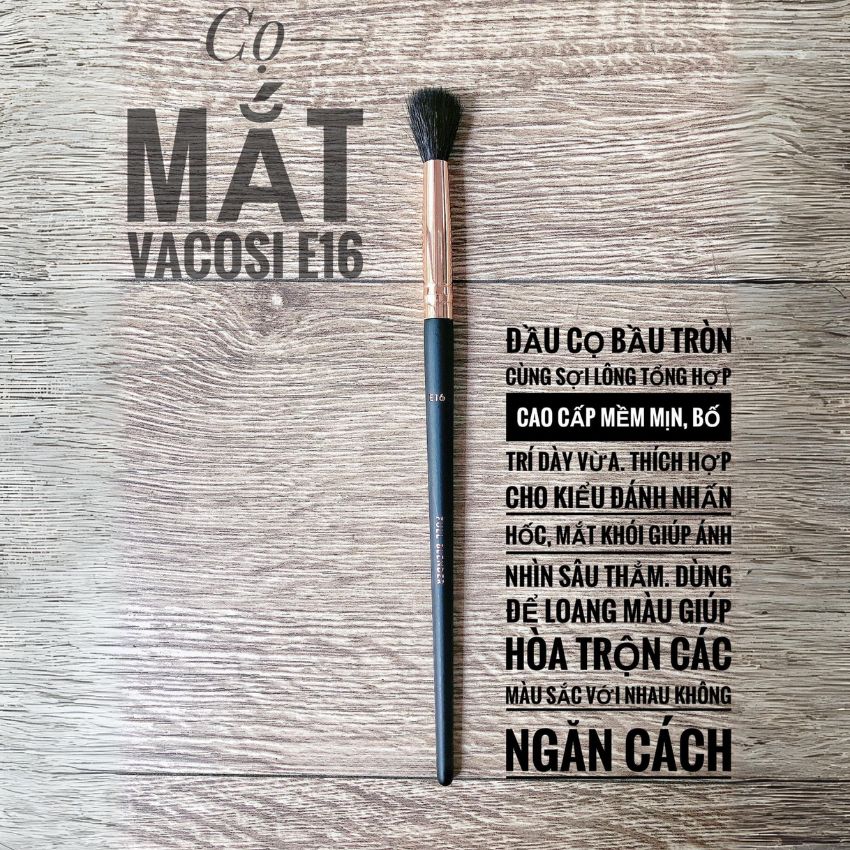 Cọ
MẮT
VACOSI E16
E16
FULL BLENDER
ĐẦU CỌ BẦU TRÒN
CÙNG SỢI LÔNG TỔNG HỢP
CAO CẤP MỀM MỊN, BỐ
TRÍ DÀY VỪA. THÍCH HỢP
CHO KIỂU ĐÁNH NHẤN
HỐC, MẮT KHÓI GIÚP ÁNH
NHÌN SÂU THẲM. DÙNG
ĐỂ LOANG MÀU GIÚP
HÒA TRỘN CÁC
MÀU SẮC VỚI NHAU KHÔNG
NGĂN CÁCH